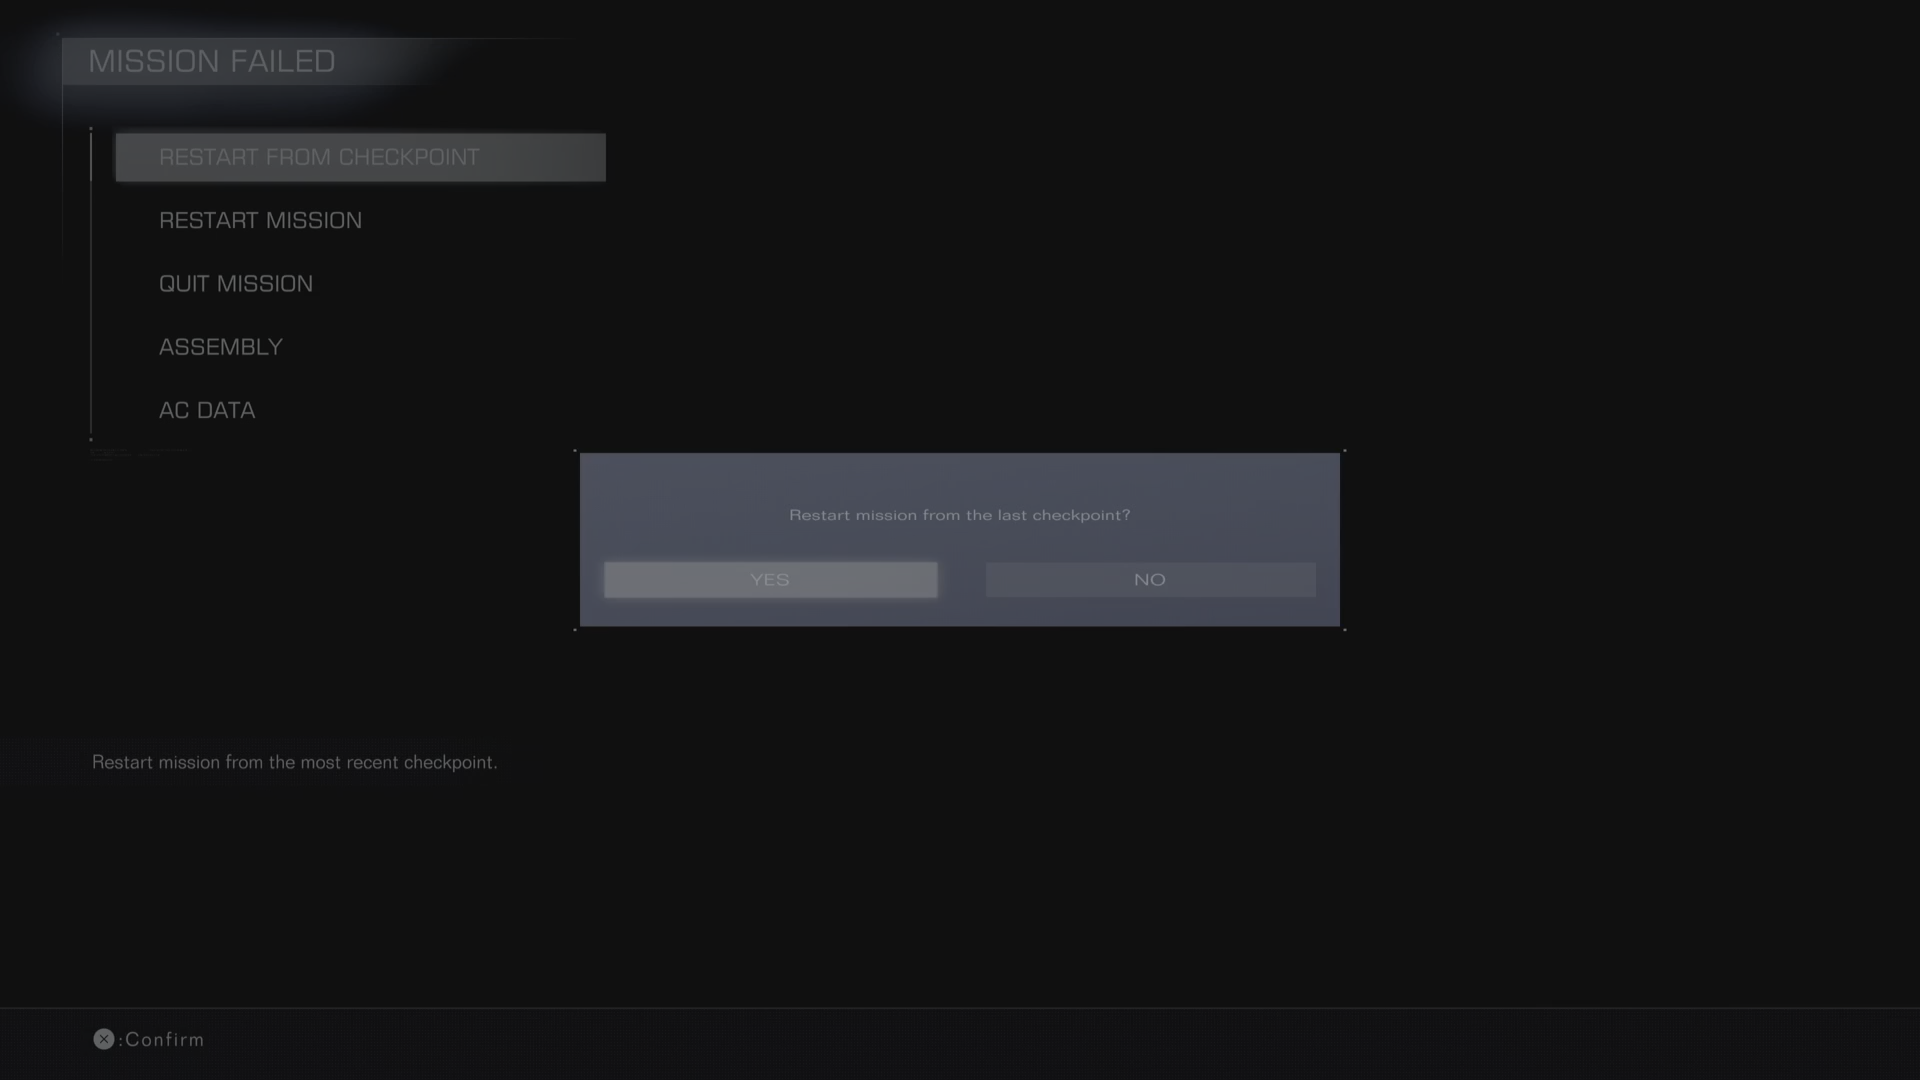 MISSION FAILED
RESTART FROM CHECKPOINT
RESTART MISSION
QUIT MISSION
ASSEMBLY
AC DATA
Restart mission from the last checkpoint?
YES NO
Restart mission from the most recent checkpoint.
:Confirm